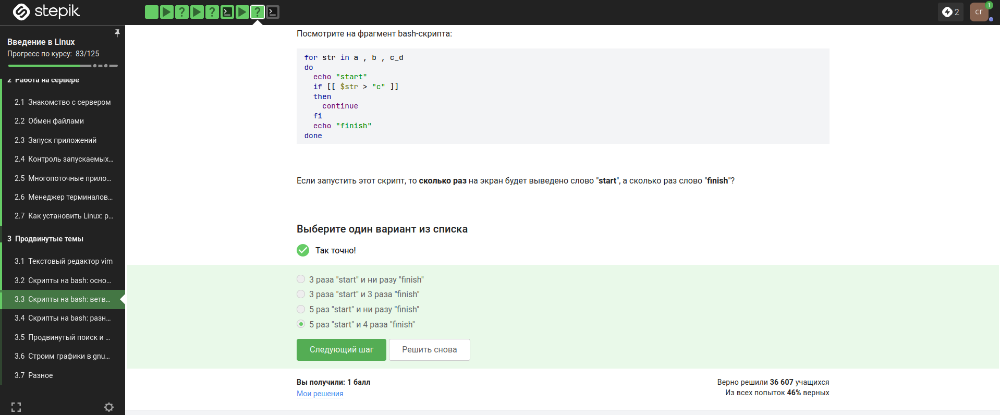 stepik
2
СГ
1
Введение в Linux
Прогресс по курсу: 83/125
2 Работа на сервере
2.1 Знакомство с сервером
2.2 Обмен файлами
2.3 Запуск приложений
2.4 Контроль запускаемых...
2.5 Многопоточные прило...
2.6 Менеджер терминалов...
2.7 Как установить Linux: р...
3 Продвинутые темы
3.1 Текстовый редактор vim
3.2 Скрипты на bash: осно...
3.3 Скрипты на bash: ветв...
3.4 Скрипты на bash: разн...
3.5 Продвинутый поиск и ...
3.6 Строим графики в gnu...
3.7 Разное
Посмотрите на фрагмент bash-скрипта:
for str in a , b , c_d
do
  echo "start"
  if [[ $str > "c" ]]
  then
    continue
  fi
  echo "finish"
done
Если запустить этот скрипт, то сколько раз на экран будет выведено слово "start", а сколько раз слово "finish"?
Выберите один вариант из списка
Так точно!
3 раза "start" и ни разу "finish"
3 раза "start" и 3 раза "finish"
5 раз "start" и ни разу "finish"
5 раз "start" и 4 раза "finish"
Следующий шаг
Решить снова
Вы получили: 1 балл
Мои решения
Верно решили 36 607 учащихся
Из всех попыток 46% верных